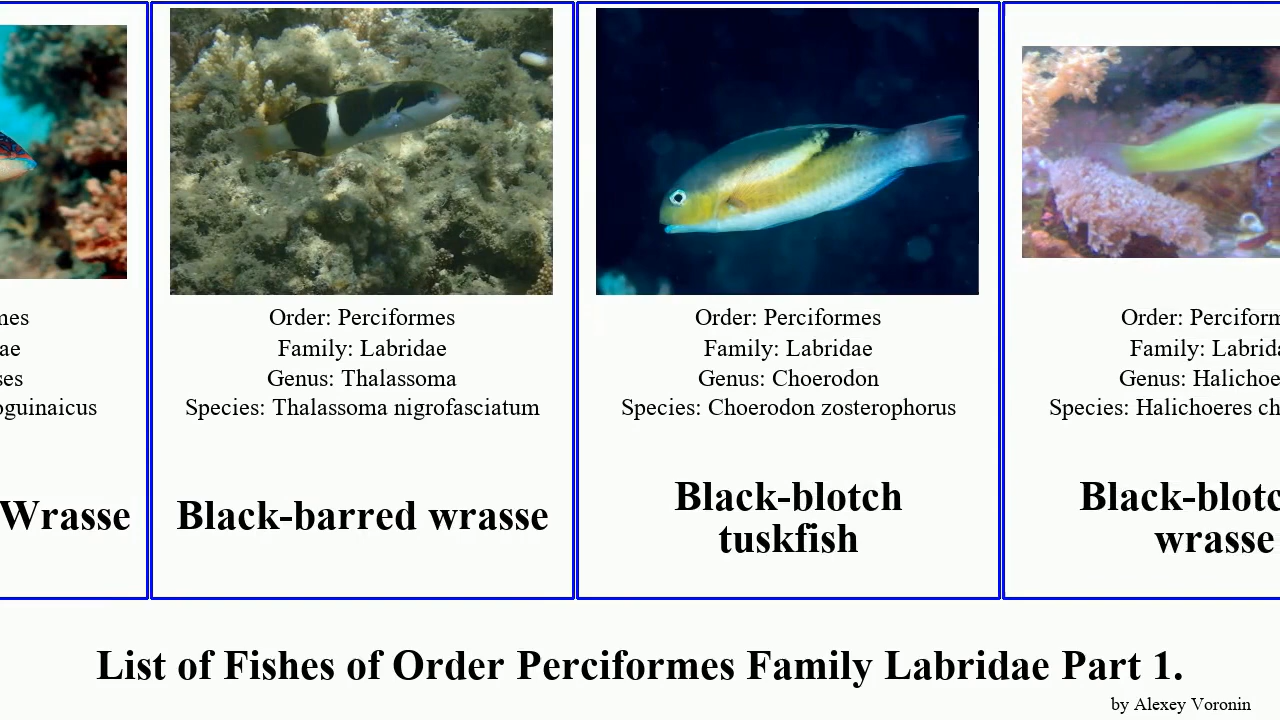 mes
ae
ses
oguinaicus
Wrasse
Order: Perciformes
Family: Labridae
Genus: Thalassoma
Species: Thalassoma nigrofasciatum
Black-barred wrasse
Order: Perciformes
Family: Labridae
Genus: Choerodon
Species: Choerodon zosterophorus
Black-blotch
tuskfish
Order: Perciform
Family: Labrida
Genus: Halichoe
Species: Halichoeres ch
Black-blotc
wrasse
List of Fishes of Order Perciformes Family Labridae Part 1.
by Alexey Voronin